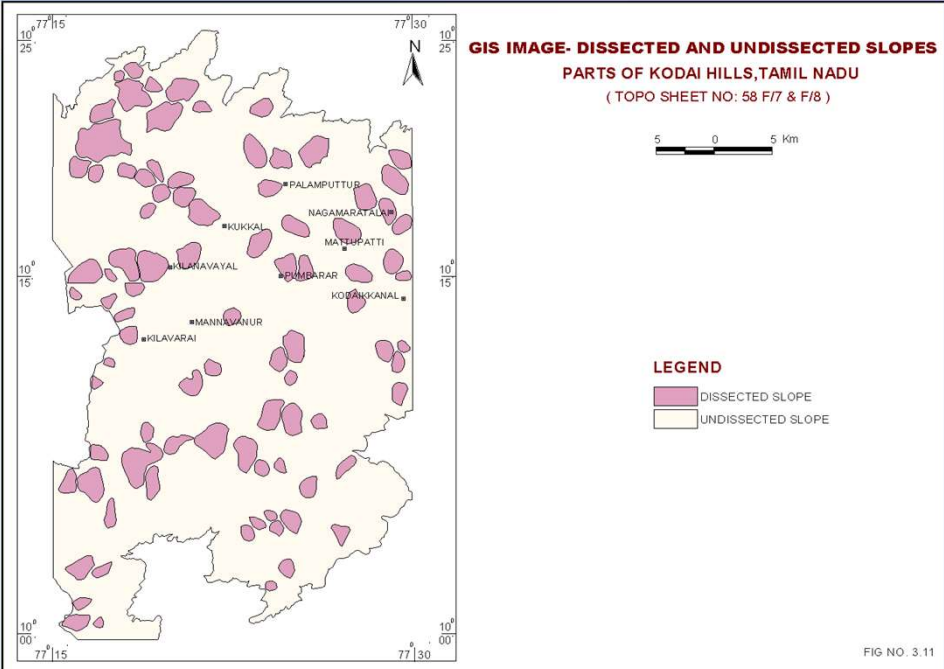 77° 15
77° 30
10° 25
10° 25
N
GIS IMAGE- DISSECTED AND UNDISSECTED SLOPES
PARTS OF KODAI HILLS,TAMIL NADU
( TOPO SHEET NO: 58 F/7 & F/8 )
5 0 5 Km
PALAMPUTTUR
NAGAMARATALAI
KUKKAL
MATTUPATTI
10° 15
KILANAVAYAL
PUMBARAR
10° 15
KODAIKKANAL
MANNAVANUR
KILAVARAI
LEGEND
DISSECTED SLOPE
UNDISSECTED SLOPE
10° 00
10° 00
77° 15
77° 30
FIG NO. 3.11